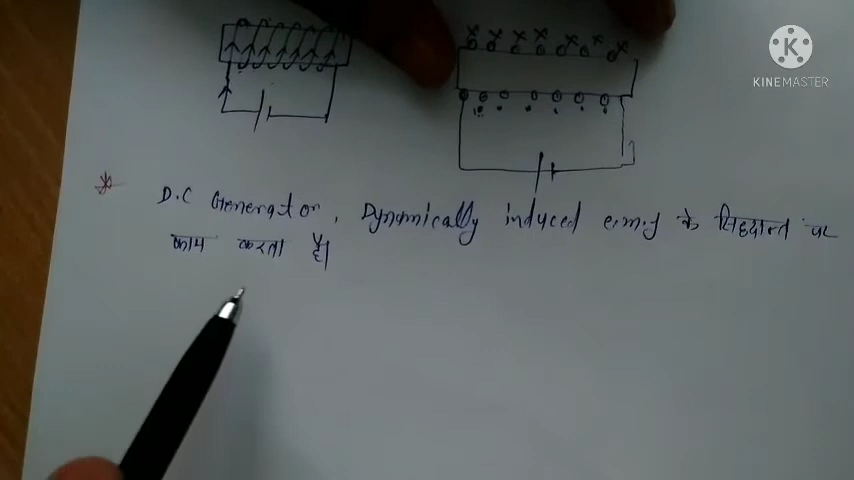 KINEMASTER
D.C Generator, Dynamically induced e.m.f के सिद्धान्त पर
काम करता है।